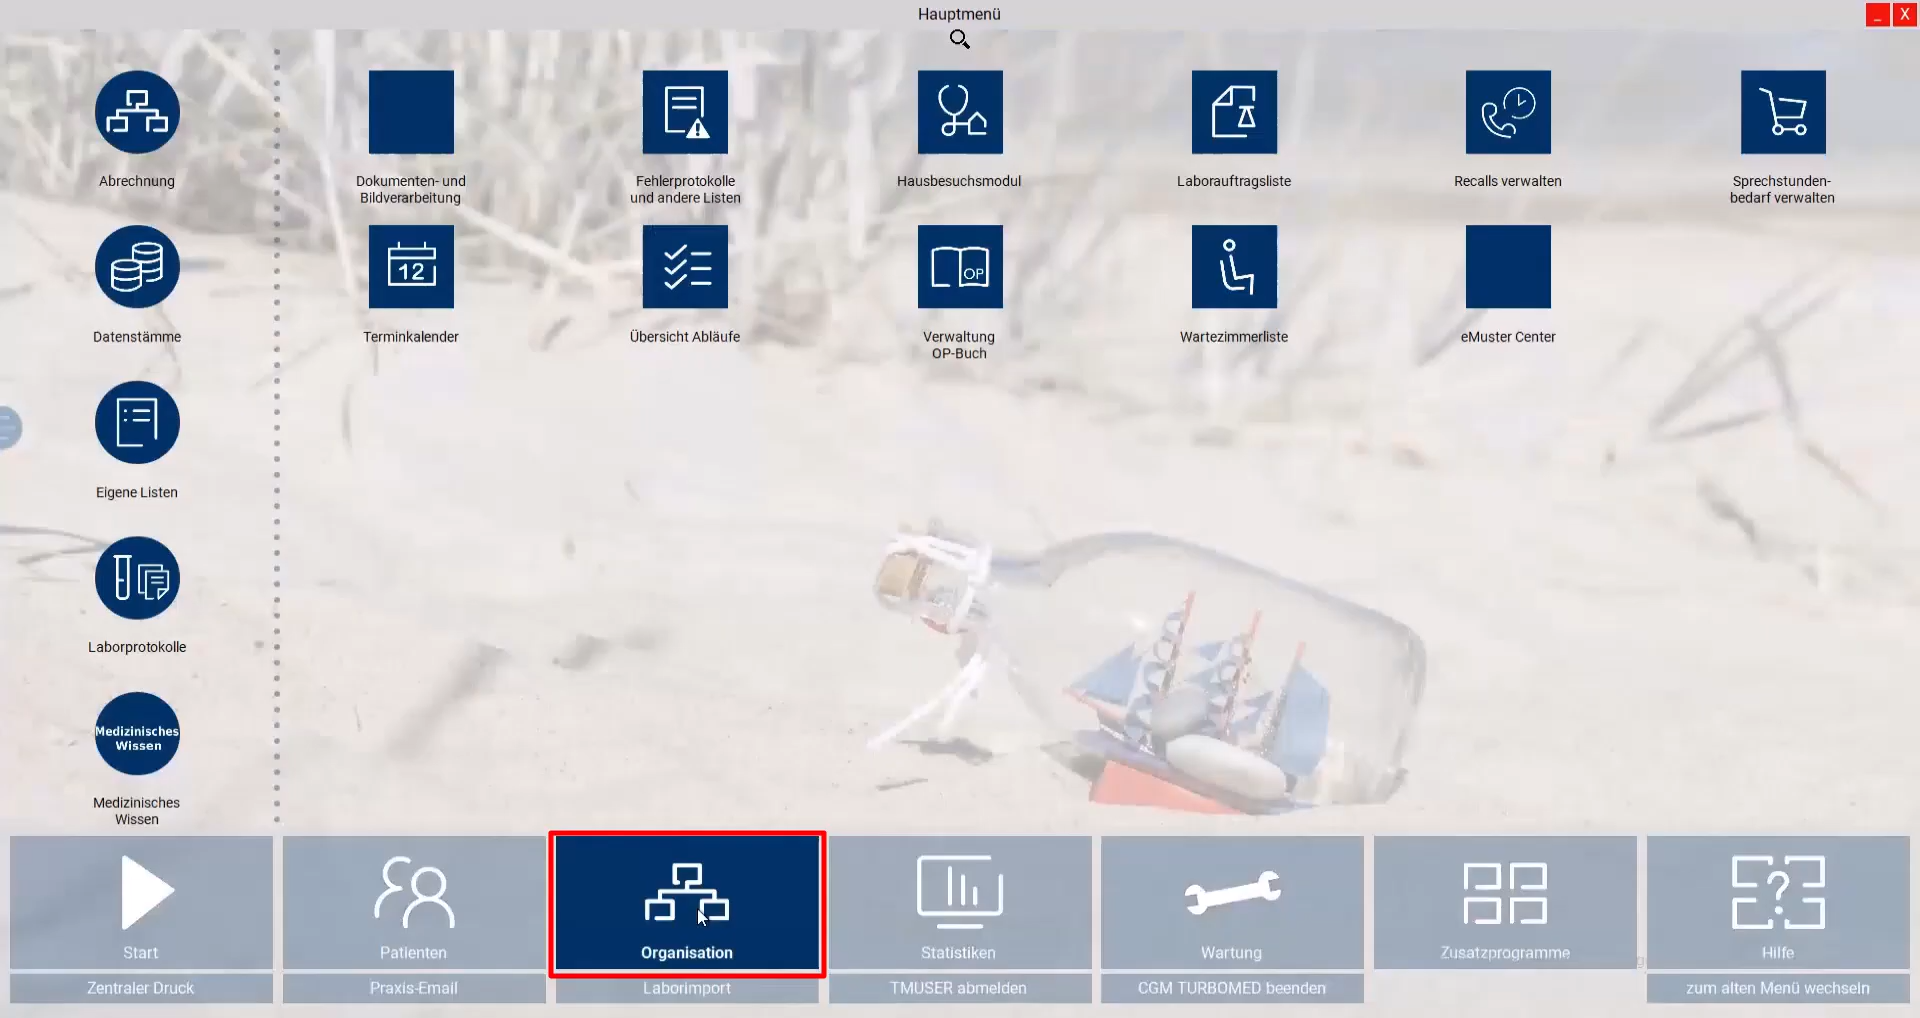 Hauptmenü
_ X
Abrechnung
Dokumenten- und
Bildverarbeitung
Fehlerprotokolle
und andere Listen
Hausbesuchsmodul
Laborauftragsliste
Recalls verwalten
Sprechstunden-
bedarf verwalten
12
OP
Datenstämme
Terminkalender
Übersicht Abläufe
Verwaltung
OP-Buch
Wartezimmerliste
eMuster Center
Eigene Listen
Laborprotokolle
Medizinisches
Wissen
Medizinisches
Wissen
Start
Patienten
Organisation
Statistiken
Wartung
Zusatzprogramme
?
Hilfe
Zentraler Druck
Praxis-Email
Laborimport
TMUSER abmelden
CGM TURBOMED beenden
zum alten Menü wechseln